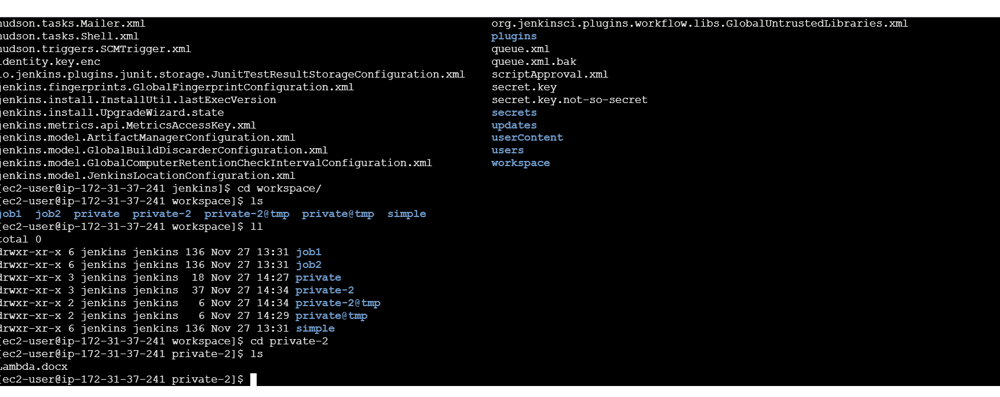 hudson.tasks.Mailer.xml org.jenkinsci.plugins.workflow.libs.GlobalUntrustedLibraries.xml
hudson.tasks.Shell.xml plugins
hudson.triggers.SCMTrigger.xml queue.xml
identity.key.enc queue.xml.bak
io.jenkins.plugins.junit.storage.JunitTestResultStorageConfiguration.xml scriptApproval.xml
jenkins.fingerprints.GlobalFingerprintConfiguration.xml secret.key
jenkins.install.InstallUtil.lastExecVersion secret.key.not-so-secret
jenkins.install.UpgradeWizard.state secrets
jenkins.metrics.api.MetricsAccessKey.xml updates
jenkins.model.ArtifactManagerConfiguration.xml userContent
jenkins.model.GlobalBuildDiscarderConfiguration.xml users
jenkins.model.GlobalComputerRetentionCheckIntervalConfiguration.xml workspace
jenkins.model.JenkinsLocationConfiguration.xml
[ec2-user@ip-172-31-37-241 jenkins]$ cd workspace/
[ec2-user@ip-172-31-37-241 workspace]$ ls
job1 job2 private private-2 private-2@tmp private@tmp simple
[ec2-user@ip-172-31-37-241 workspace]$ ll
total 0
drwxr-xr-x 6 jenkins jenkins 136 Nov 27 13:31 job1
drwxr-xr-x 6 jenkins jenkins 136 Nov 27 13:31 job2
drwxr-xr-x 3 jenkins jenkins 18 Nov 27 14:27 private
drwxr-xr-x 3 jenkins jenkins 37 Nov 27 14:34 private-2
drwxr-xr-x 2 jenkins jenkins 6 Nov 27 14:34 private-2@tmp
drwxr-xr-x 2 jenkins jenkins 6 Nov 27 14:29 private@tmp
drwxr-xr-x 6 jenkins jenkins 136 Nov 27 13:31 simple
[ec2-user@ip-172-31-37-241 workspace]$ cd private-2
[ec2-user@ip-172-31-37-241 private-2]$ ls
Lambda.docx
[ec2-user@ip-172-31-37-241 private-2]$